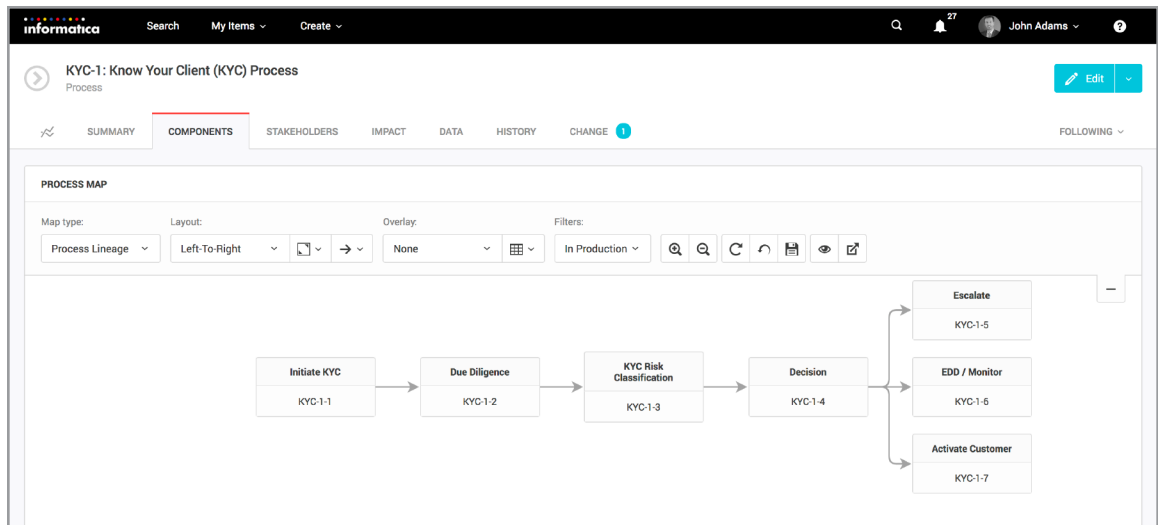 informatica
Search
My Items
Create
27
John Adams
?
KYC-1: Know Your Client (KYC) Process
Process
Edit
SUMMARY
COMPONENTS
STAKEHOLDERS
IMPACT
DATA
HISTORY
CHANGE 1
FOLLOWING
PROCESS MAP
Map type:
Layout:
Overlay:
Filters:
Process Lineage
Left-To-Right
None
In Production
Initiate KYC
KYC-1-1
Due Diligence
KYC-1-2
KYC Risk
Classification
KYC-1-3
Decision
KYC-1-4
Escalate
KYC-1-5
EDD / Monitor
KYC-1-6
Activate Customer
KYC-1-7